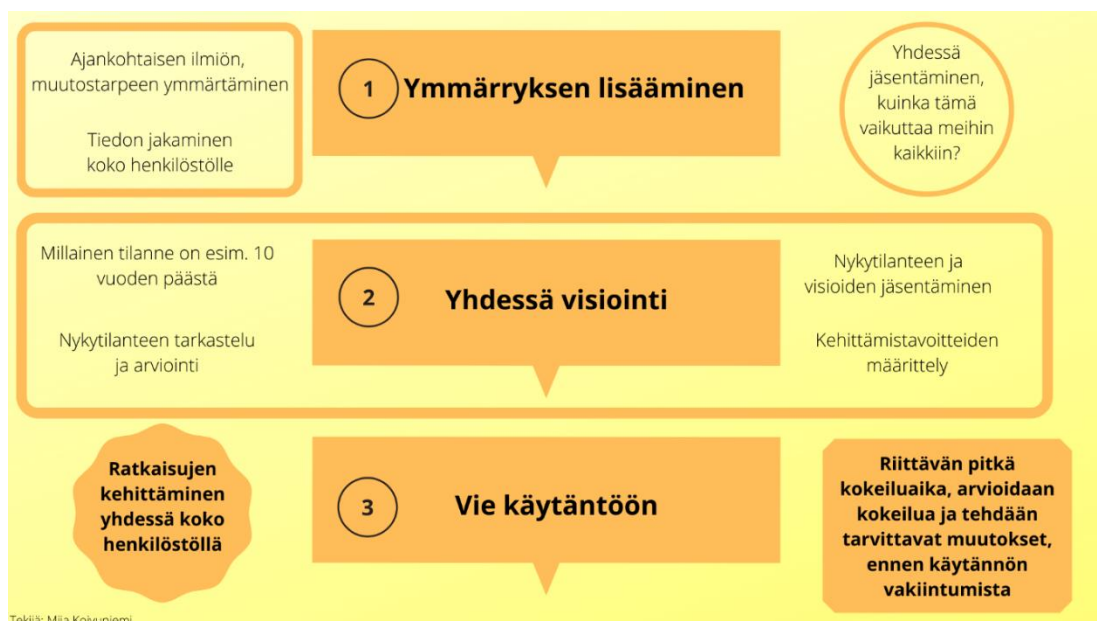 Ajankohtaisen ilmiön,
muutostarpeen ymmärtäminen
Tiedon jakaminen
koko henkilöstölle
1 Ymmärryksen lisääminen
Yhdessä
jäsentäminen,
kuinka tämä
vaikuttaa meihin
kaikkiin?
Millainen tilanne on esim. 10
vuoden päästä
Nykytilanteen tarkastelu
ja arviointi
2 Yhdessä visiointi
Nykytilanteen ja
visioiden jäsentäminen
Kehittämistavoitteiden
määrittely
Ratkaisujen
kehittäminen
yhdessä koko
henkilöstöllä
3 Vie käytäntöön
Riittävän pitkä
kokeiluaika, arvioidaan
kokeilua ja tehdään
tarvittavat muutokset,
ennen käytännön
vakiintumista
Tekijä: Miia Koivuniemi